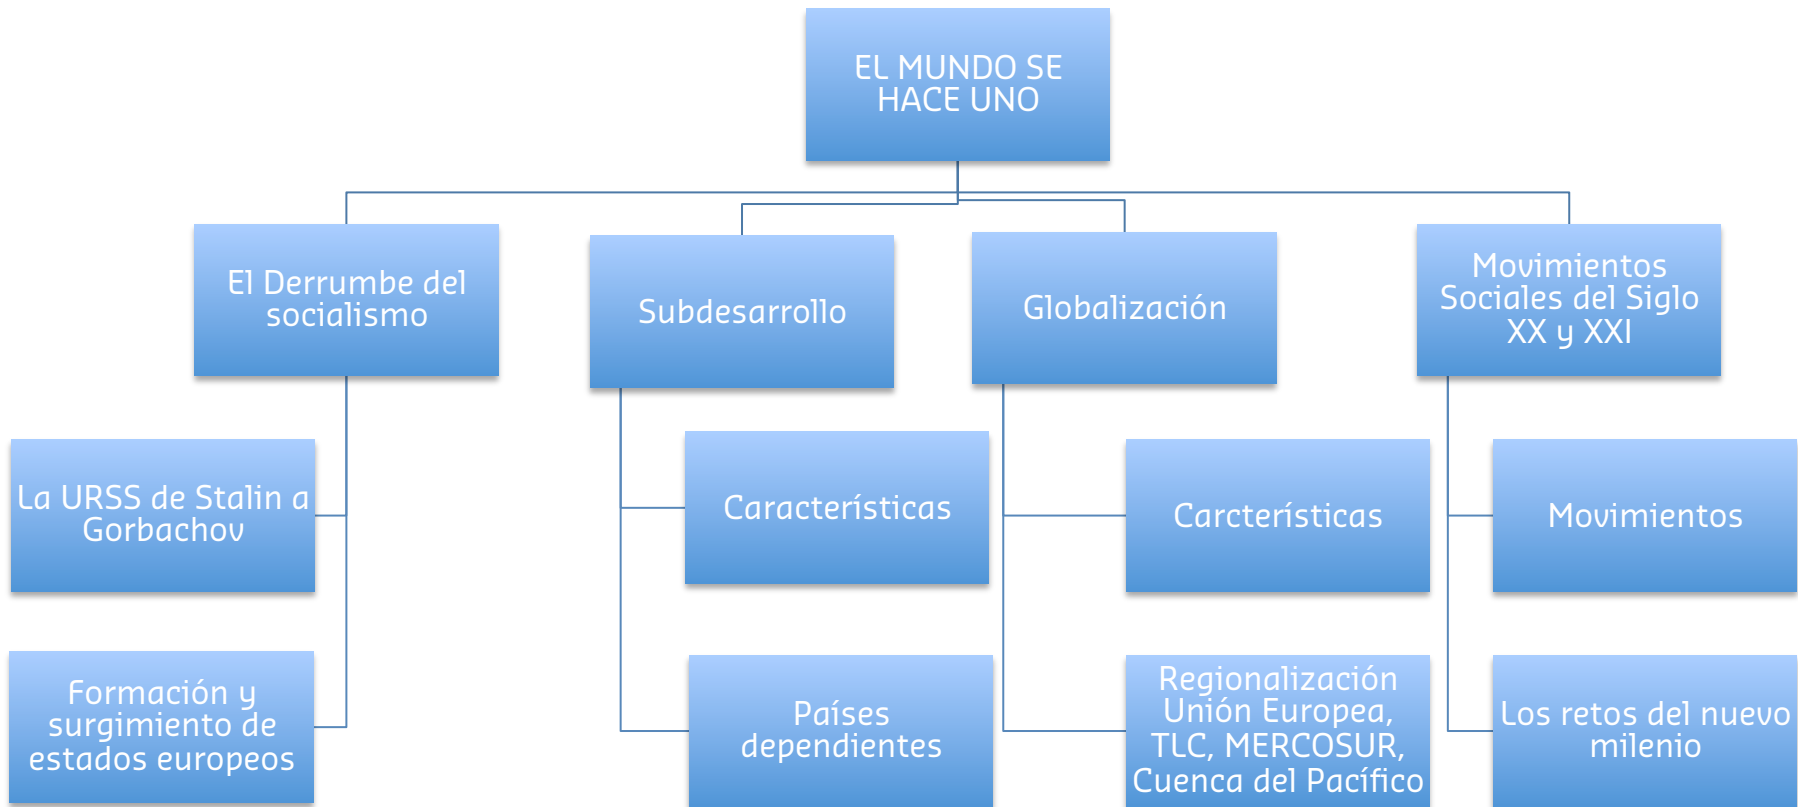 EL MUNDO SE
HACE UNO
El Derrumbe del
socialismo
Subdesarrollo
Globalización
Movimientos
Sociales del Siglo
XX y XXI
La URSS de Stalin a
Gorbachov
Características
Carcterísticas
Movimientos
Formación y
surgimiento de
estados europeos
Países
dependientes
Regionalización
Unión Europea,
TLC, MERCOSUR,
Cuenca del Pacífico
Los retos del nuevo
milenio